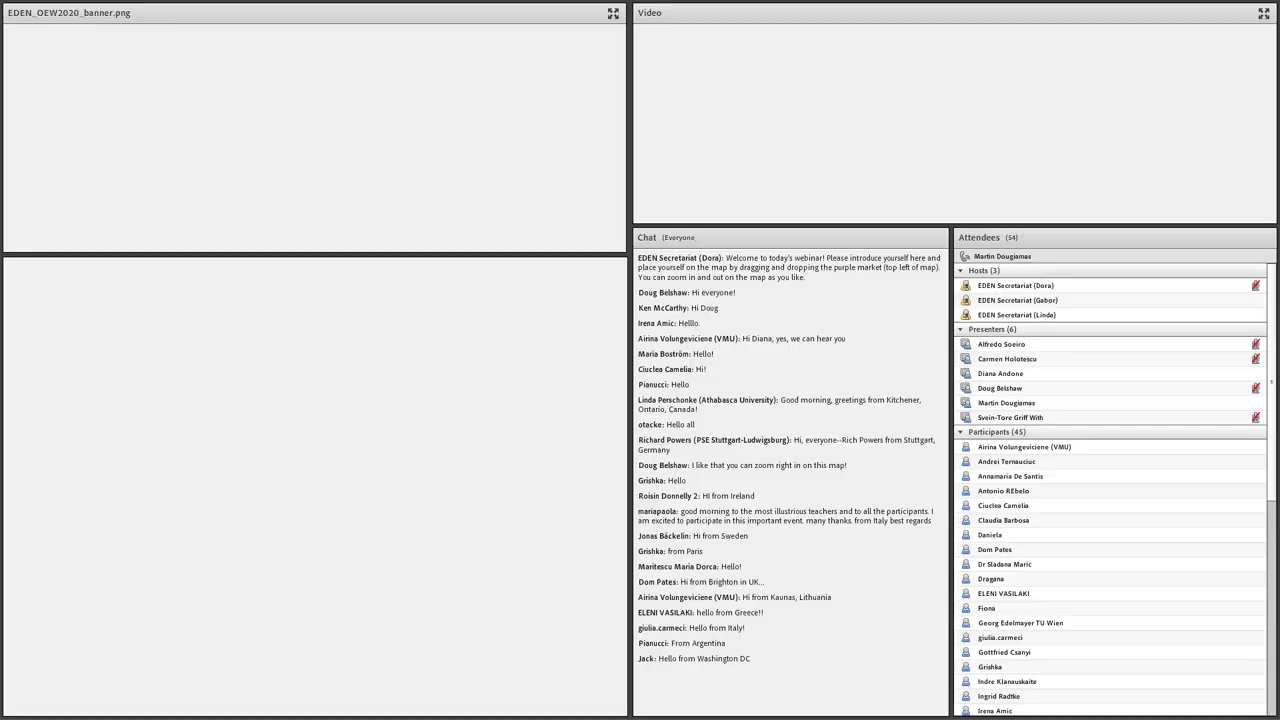 EDEN_OEW2020_banner.png
Video
Chat (Everyone
EDEN Secretariat (Dora): Welcome to today's webinar! Please introduce yourself here and
place yourself on the map by dragging and dropping the purple market (top left of map).
You can zoom in and out on the map as you like.
Doug Belshaw: Hi everyone!
Ken McCarthy: Hi Doug
Irena Amic: Helllo.
Airina Volungeviciene (VMU): Hi Diana, yes, we can hear you
Maria Boström: Hello!
Ciuclea Camelia: Hi!
Pianucci: Hello
Linda Perschonke (Athabasca University): Good morning, greetings from Kitchener,
Ontario, Canada!
otacke: Hello all
Richard Powers (PSE Stuttgart-Ludwigsburg): Hi, everyone--Rich Powers from Stuttgart,
Germany
Doug Belshaw: I like that you can zoom right in on this map!
Grishka: Hello
Roisin Donnelly 2: HI from Ireland
mariapaola: good morning to the most illustrious teachers and to all the participants. I
am excited to participate in this important event. many thanks. from Italy best regards
Jonas Bäckelin: Hi from Sweden
Grishka: from Paris
Maritescu Maria Dorca: Hello!
Dom Pates: Hi from Brighton in UK...
Airina Volungeviciene (VMU): Hi from Kaunas, Lithuania
ELENI VASILAKI: hello from Greece!!
giulia.carmeci: Hello from Italy!
Pianucci: From Argentina
Jack: Hello from Washington DC
Attendees (54)
Martin Dougiamas
Hosts (3)
EDEN Secretariat (Dora)
EDEN Secretariat (Gabor)
EDEN Secretariat (Linda)
Presenters (6)
Alfredo Soeiro
Carmen Holotescu
Diana Andone
Doug Belshaw
Martin Dougiamas
Svein-Tore Griff With
Participants (45)
Airina Volungeviciene (VMU)
Andrei Ternauciuc
Annamaria De Santis
Antonio REbelo
Ciuclea Camelia
Claudia Barbosa
Daniela
Dom Pates
Dr Sladana Maric
Dragana
ELENI VASILAKI
Fiona
Georg Edelmayer TU Wien
giulia.carmeci
Gottfried Csanyi
Grishka
Indre Klanauskaite
Ingrid Radtke
Irena Amic